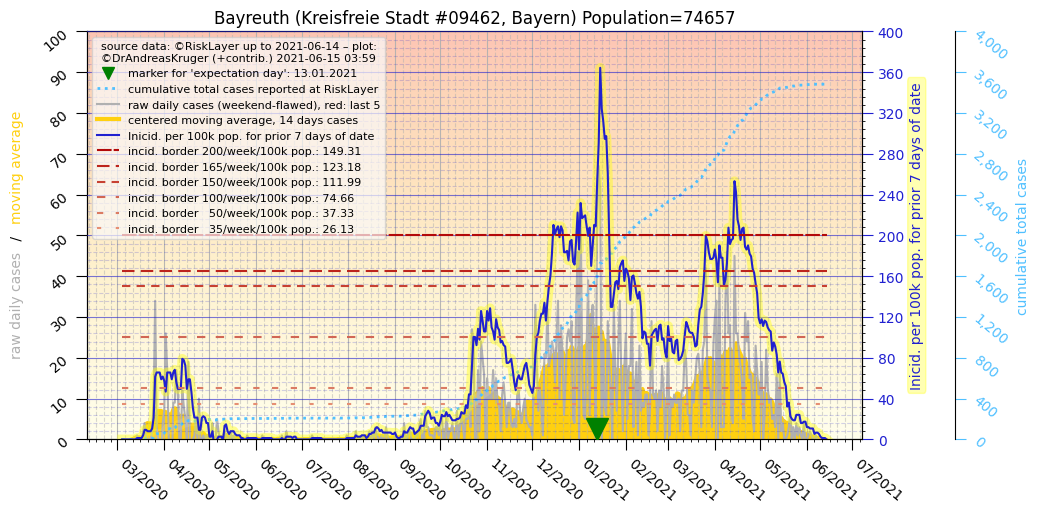 Bayreuth (Kreisfreie Stadt #09462, Bayern) Population=74657
source data: ©RiskLayer up to 2021-06-14 – plot:
©DrAndreasKruger (+contrib.) 2021-06-15 03:59
marker for 'expectation day': 13.01.2021
cumulative total cases reported at RiskLayer
raw daily cases (weekend-flawed), red: last 5
centered moving average, 14 days cases
Inicid. per 100k pop. for prior 7 days of date
incid. border 200/week/100k pop.: 149.31
incid. border 165/week/100k pop.: 123.18
incid. border 150/week/100k pop.: 111.99
incid. border 100/week/100k pop.: 74.66
incid. border   50/week/100k pop.: 37.33
incid. border   35/week/100k pop.: 26.13
raw daily cases / moving average
100
90
80
70
60
50
40
30
20
10
0
400
360
320
280
240
200
160
120
80
40
0
Inicid. per 100k pop. for prior 7 days of date
4,000
3,600
3,200
2,800
2,400
2,000
1,600
1,200
800
400
0
cumulative total cases
03/2020
04/2020
05/2020
06/2020
07/2020
08/2020
09/2020
10/2020
11/2020
12/2020
01/2021
02/2021
03/2021
04/2021
05/2021
06/2021
07/2021